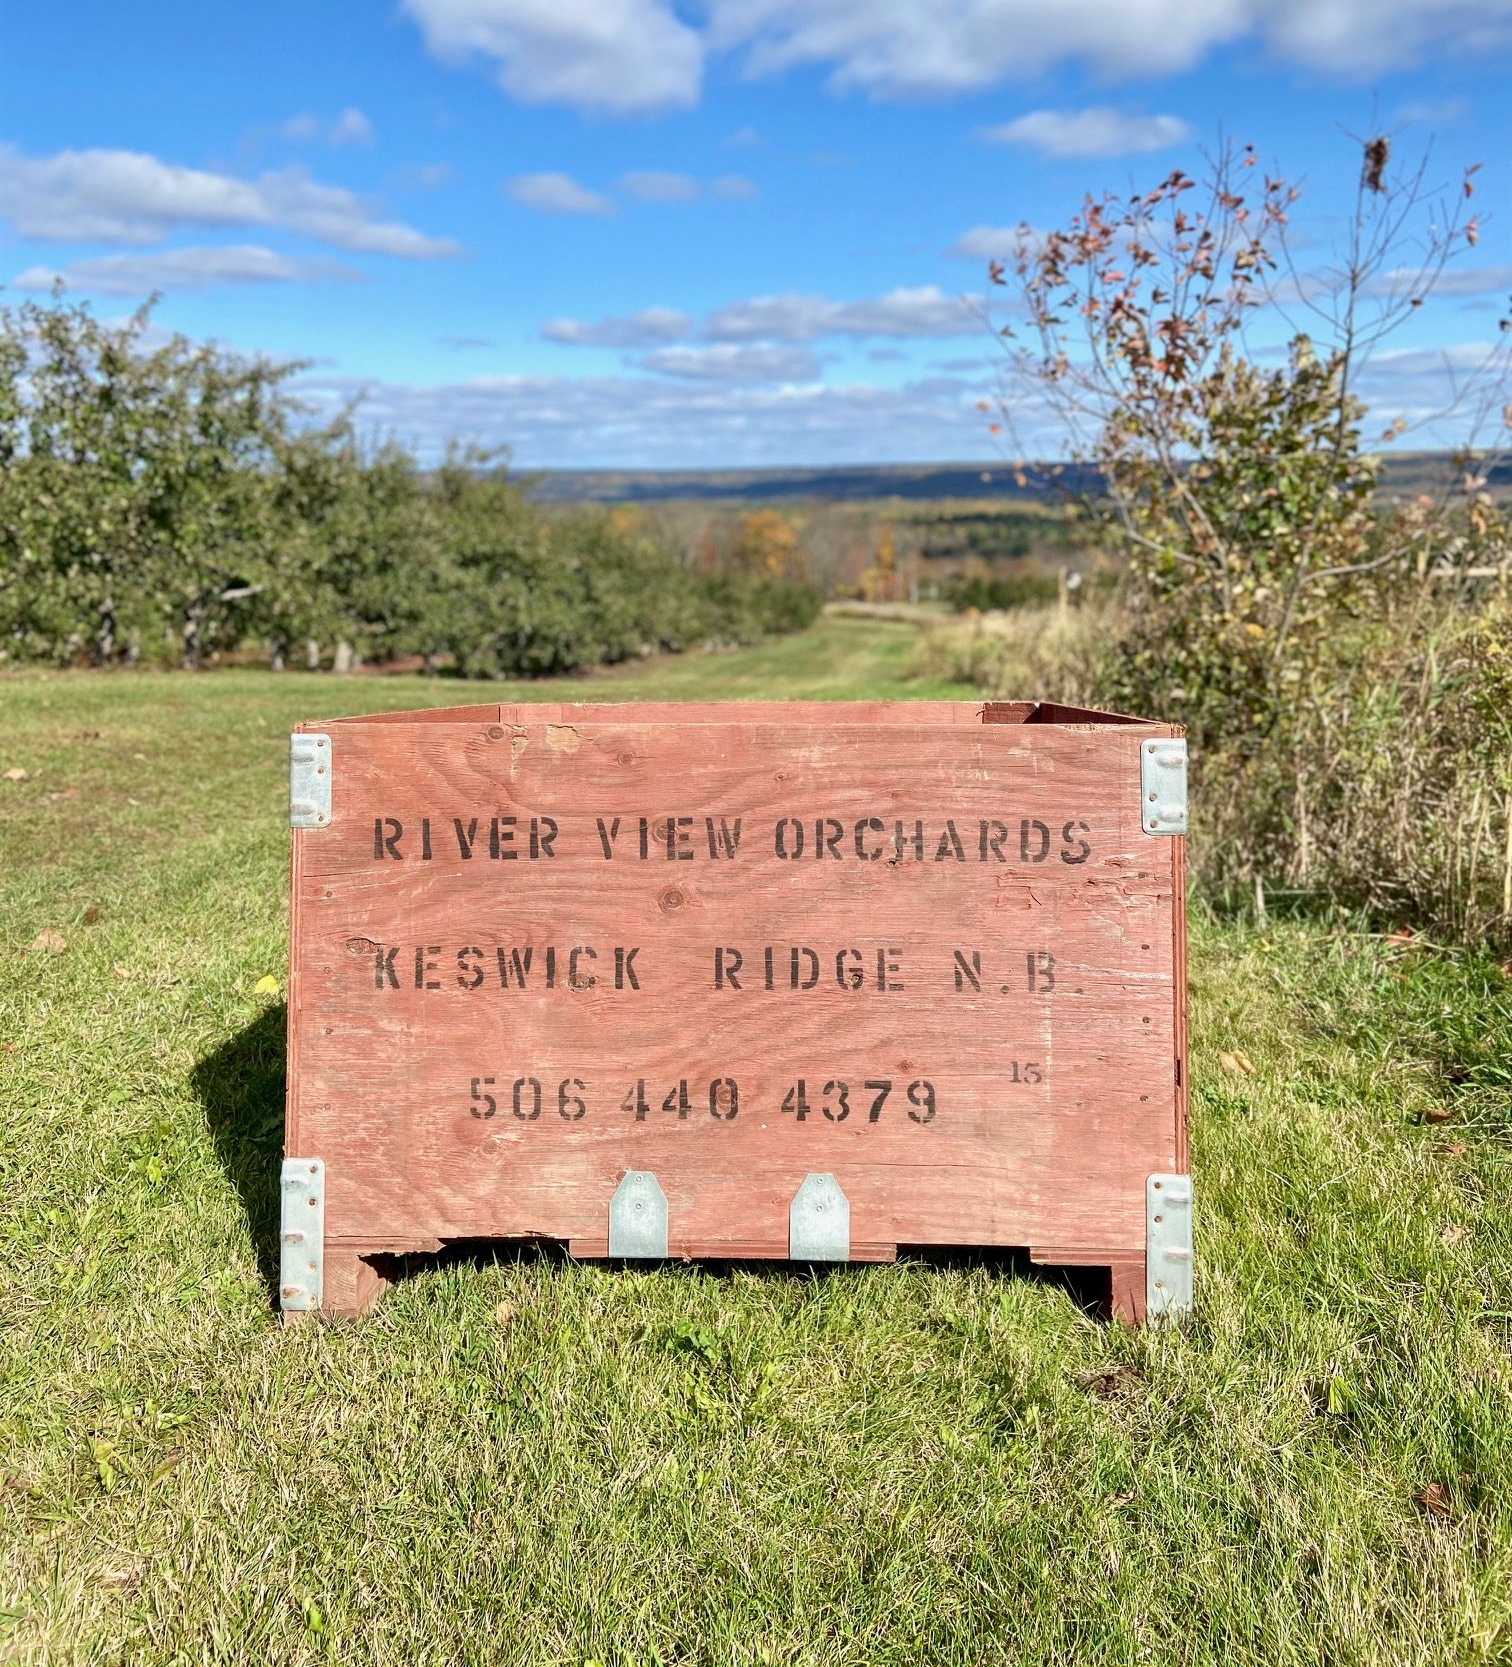 RIVER VIEW ORCHARDS
KESWICK RIDGE N.B.
15
506 440 4379